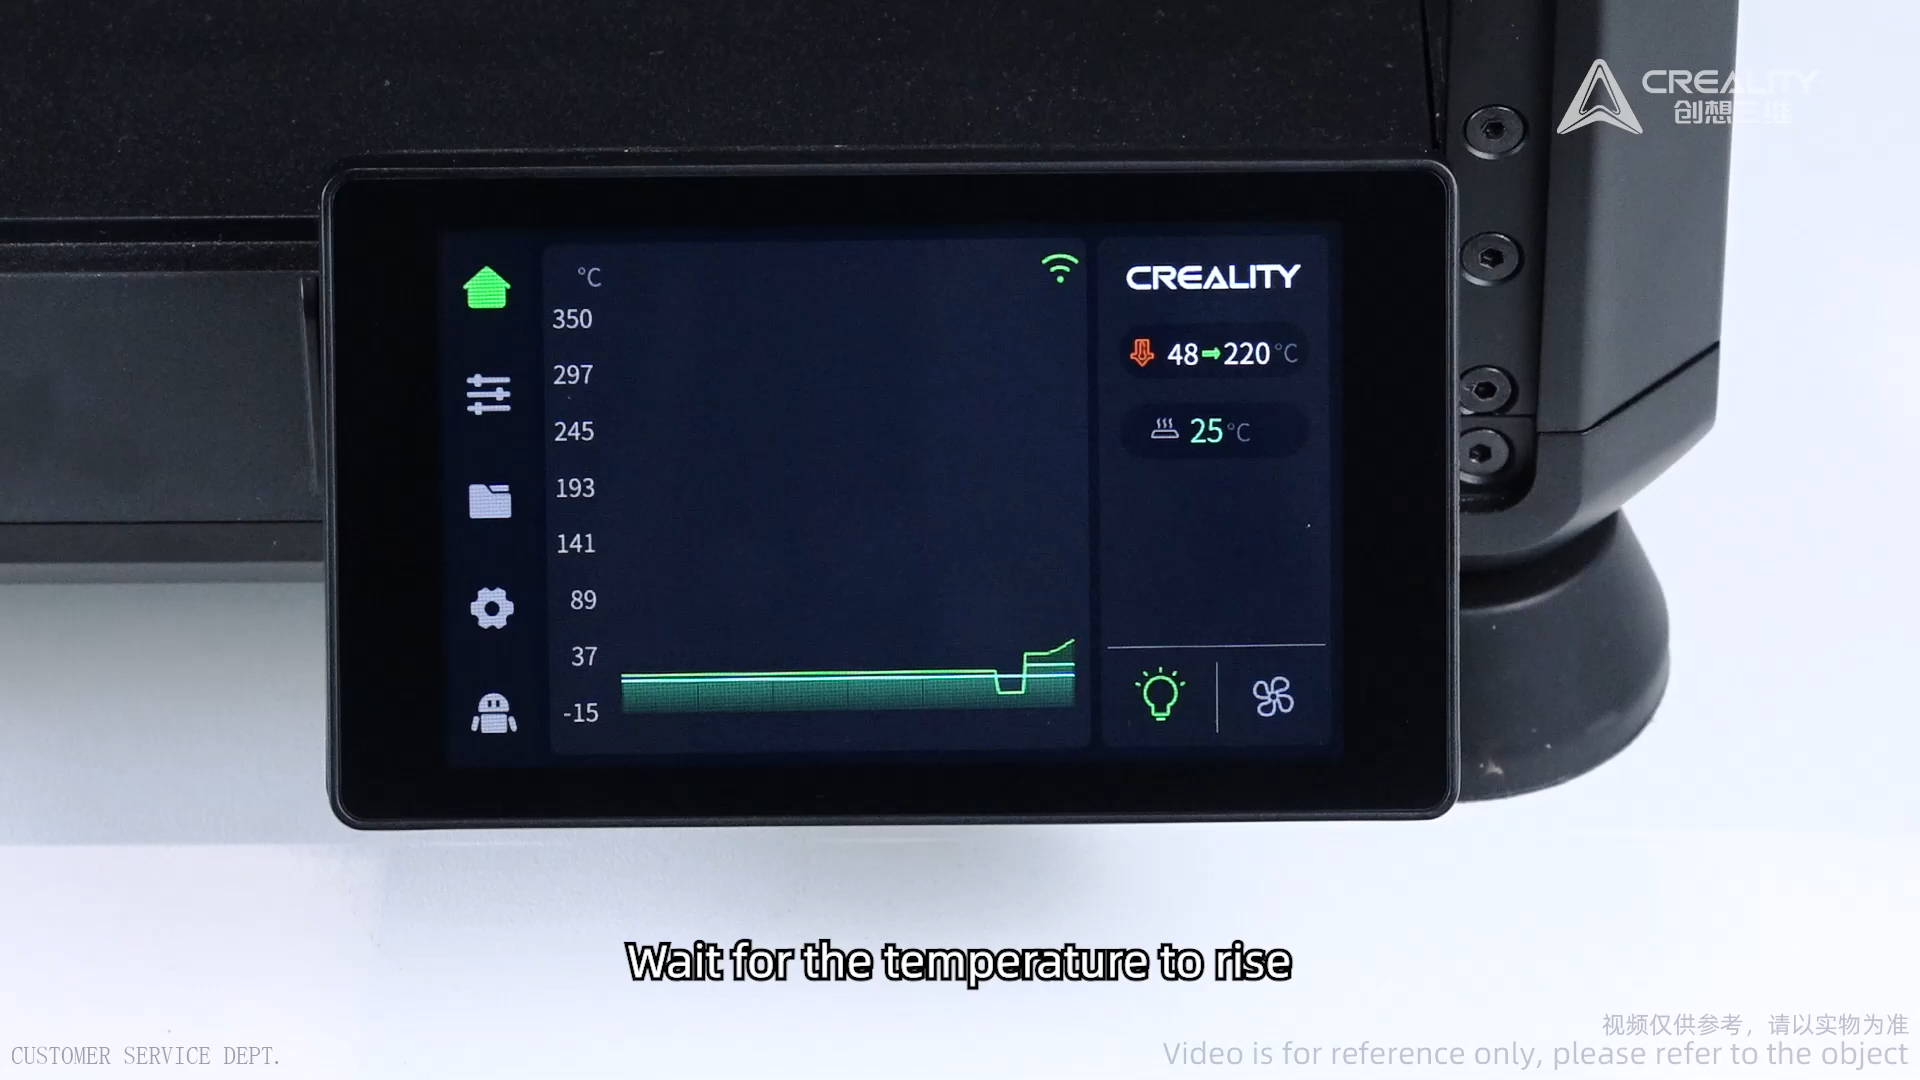 CREALITY
创想三维
°C
350
297
245
193
141
89
37
-15
CREALITY
48→220°C
25°C
Wait for the temperature to rise
视频仅供参考，请以实物为准
CUSTOMER SERVICE DEPT.
Video is for reference only, please refer to the object